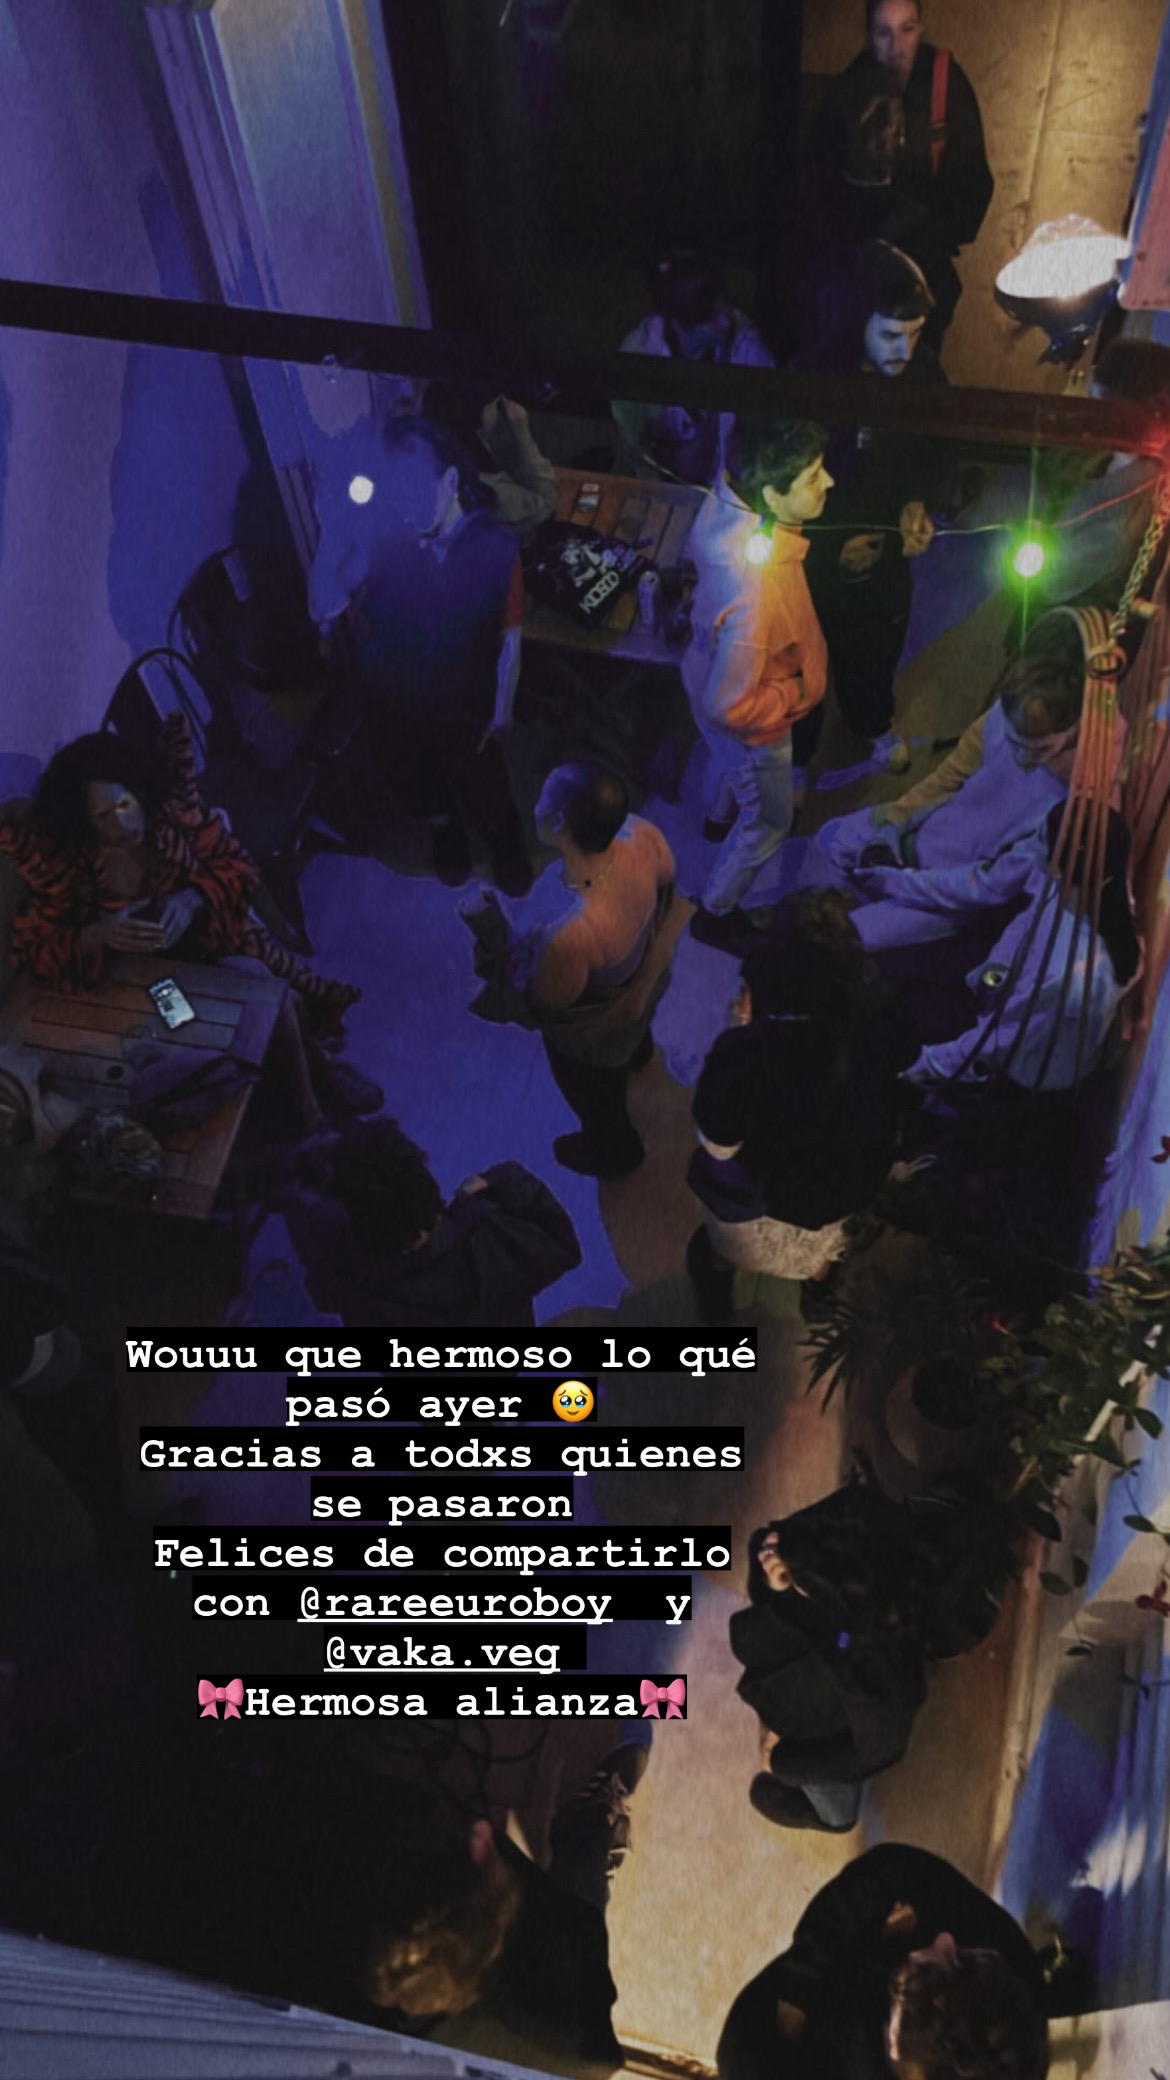 Wouuu que hermoso lo qué
pasó ayer 🥹
Gracias a todxs quienes
se pasaron
Felices de compartirlo
con @rareeuroboy y
@vaka.veg
🎀Hermosa alianza🎀